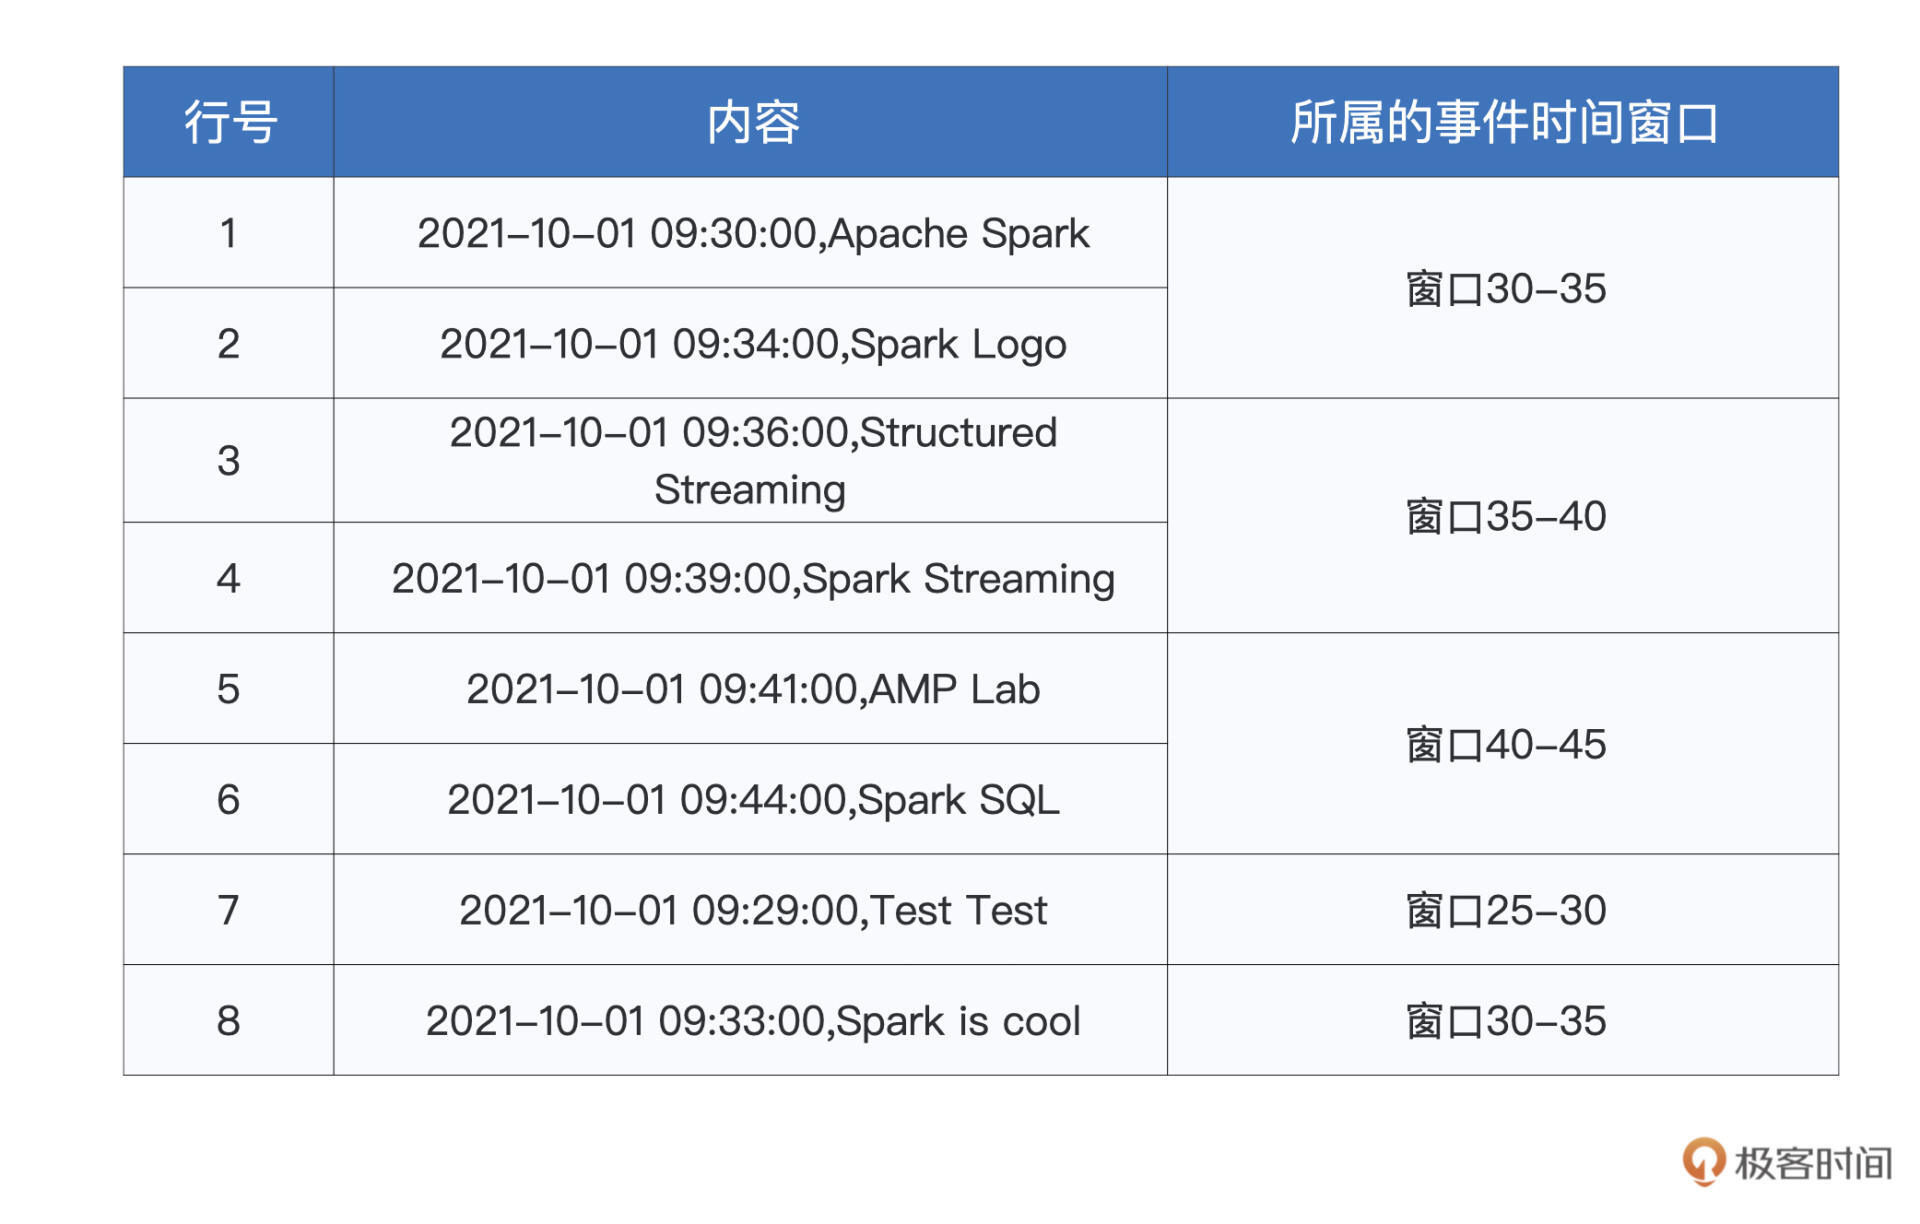 行号 内容 所属的事件时间窗口
1 2021-10-01 09:30:00,Apache Spark 窗口30-35
2 2021-10-01 09:34:00,Spark Logo
3 2021-10-01 09:36:00,Structured
Streaming 窗口35-40
4 2021-10-01 09:39:00,Spark Streaming
5 2021-10-01 09:41:00,AMP Lab 窗口40-45
6 2021-10-01 09:44:00,Spark SQL
7 2021-10-01 09:29:00,Test Test 窗口25-30
8 2021-10-01 09:33:00,Spark is cool 窗口30-35
极客时间